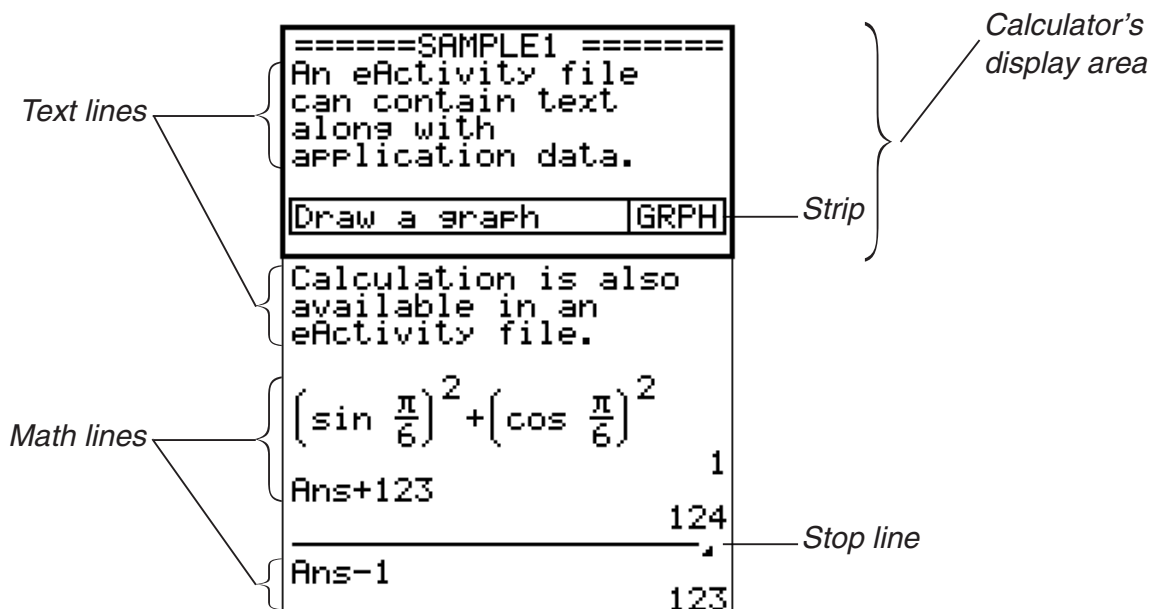 Calculator's
display area
======SAMPLE1 =======
An eActivity file
can contain text
along with
application data.
Text lines
Draw a graph GRPH
Strip
Calculation is also
available in an
eActivity file.
(sin π/6)²+(cos π/6)²
1
Math lines
Ans+123
124
Stop line
Ans-1
123